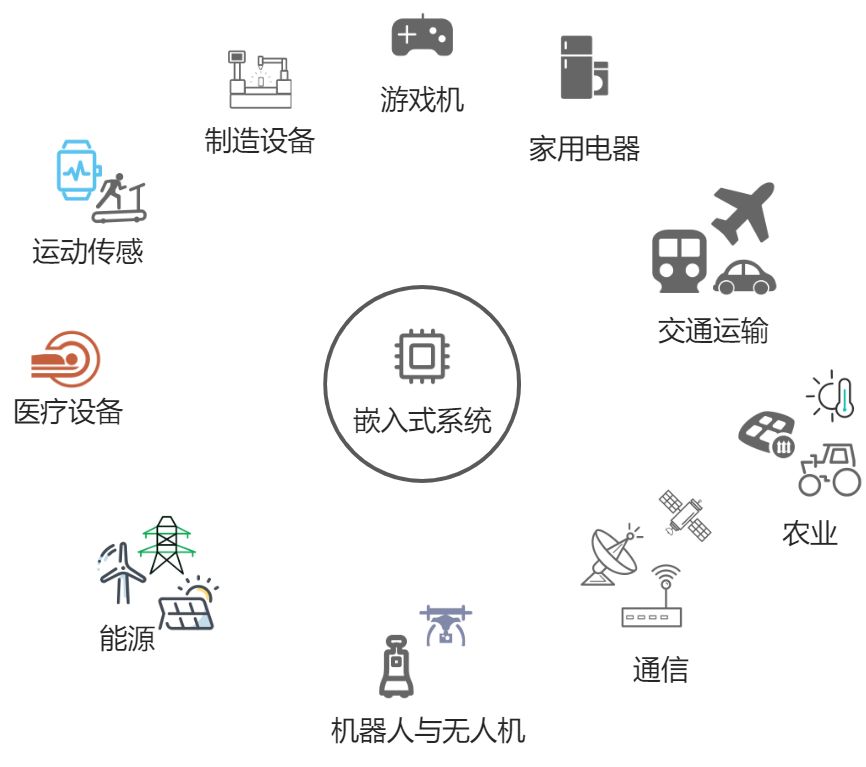 游戏机
制造设备
家用电器
运动传感
交通运输
医疗设备
嵌入式系统
农业
能源
通信
机器人与无人机